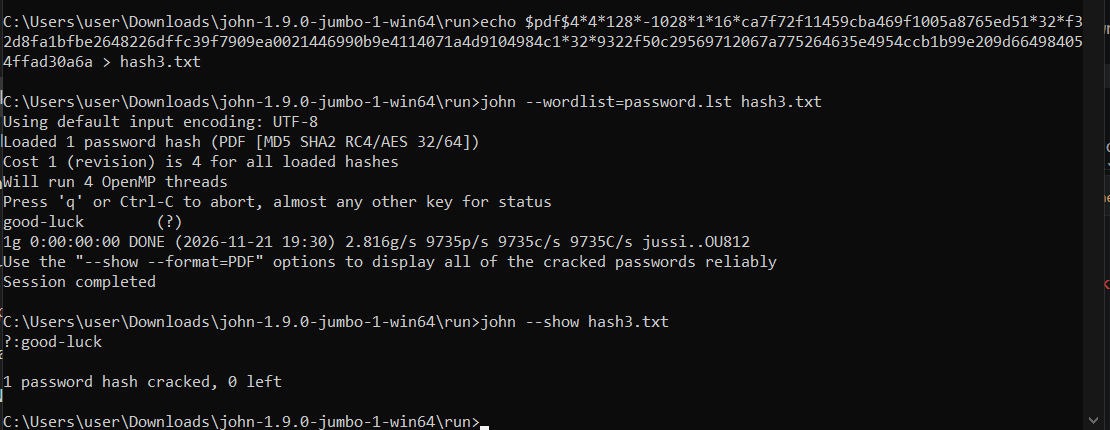 C:\Users\user\Downloads\john-1.9.0-jumbo-1-win64\run>echo $pdf$4*4*128*-1028*1*16*ca7f72f11459cba469f1005a8765ed51*32*f3
2d8fa1bfbe2648226dffc39f7909ea0021446990b9e4114071a4d9104984c1*32*9322f50c29569712067a775264635e4954ccb1b99e209d66498405
4ffad30a6a > hash3.txt
C:\Users\user\Downloads\john-1.9.0-jumbo-1-win64\run>john --wordlist=password.lst hash3.txt
Using default input encoding: UTF-8
Loaded 1 password hash (PDF [MD5 SHA2 RC4/AES 32/64])
Cost 1 (revision) is 4 for all loaded hashes
Will run 4 OpenMP threads
Press 'q' or Ctrl-C to abort, almost any other key for status
good-luck        (?)
1g 0:00:00:00 DONE (2026-11-21 19:30) 2.816g/s 9735p/s 9735c/s 9735C/s jussi..OU812
Use the "--show --format=PDF" options to display all of the cracked passwords reliably
Session completed
C:\Users\user\Downloads\john-1.9.0-jumbo-1-win64\run>john --show hash3.txt
?:good-luck
1 password hash cracked, 0 left
C:\Users\user\Downloads\john-1.9.0-jumbo-1-win64\run>